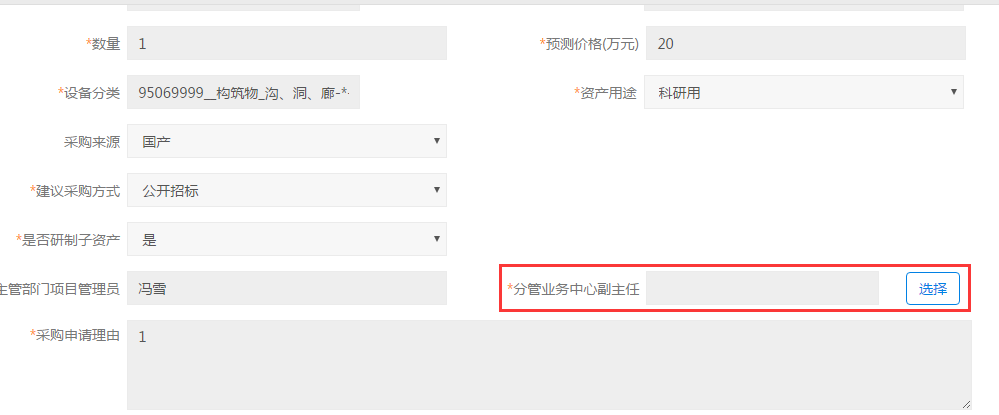 *数量 1 *预测价格(万元) 20
*设备分类 95069999__构筑物_沟、洞、廊-* *资产用途 科研用
采购来源 国产
*建议采购方式 公开招标
*是否研制子资产 是
主管部门项目管理员 冯雪 *分管业务中心副主任 选择
*采购申请理由 1